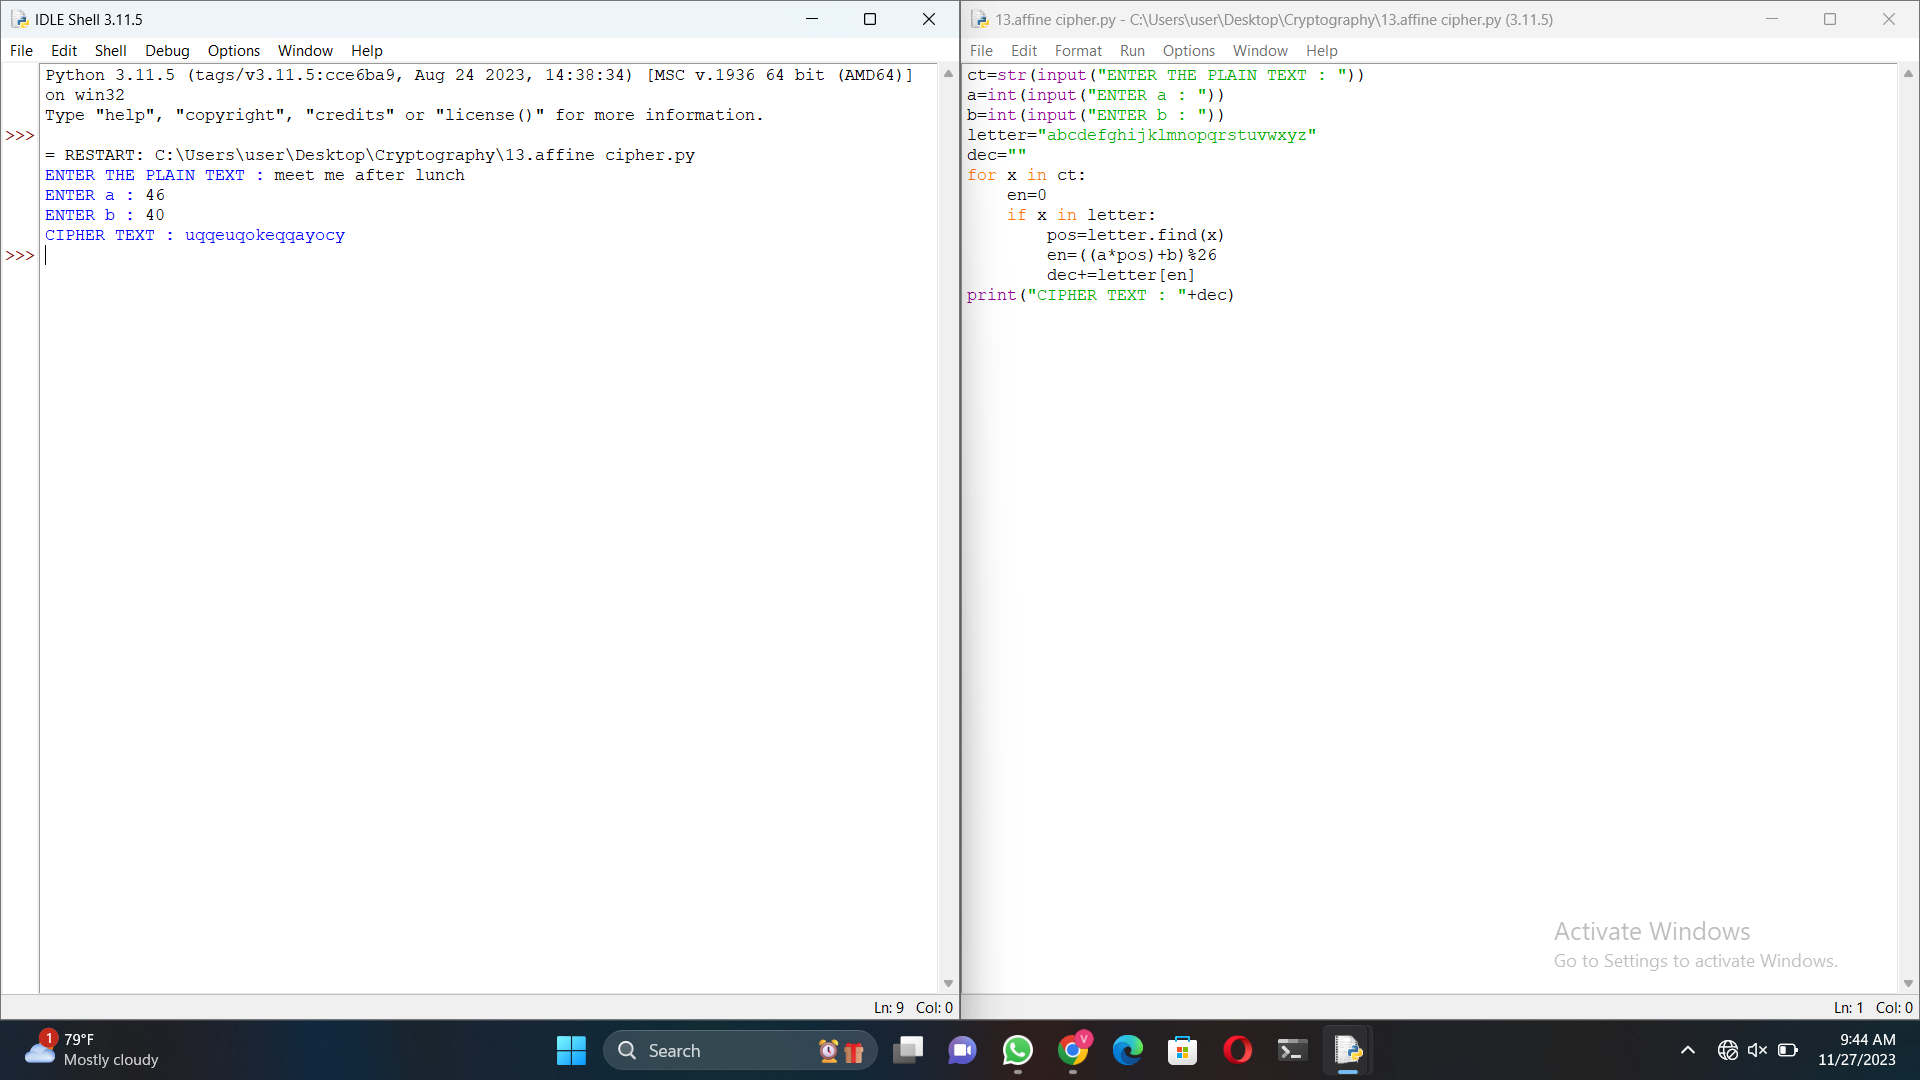 IDLE Shell 3.11.5
File Edit Shell Debug Options Window Help
Python 3.11.5 (tags/v3.11.5:cce6ba9, Aug 24 2023, 14:38:34) [MSC v.1936 64 bit (AMD64)]
on win32
Type "help", "copyright", "credits" or "license()" for more information.
>>>
= RESTART: C:\Users\user\Desktop\Cryptography\13.affine cipher.py
ENTER THE PLAIN TEXT : meet me after lunch
ENTER a : 46
ENTER b : 40
CIPHER TEXT : uqqeuqokeqqayocy
>>>
Ln: 9 Col: 0
13.affine cipher.py - C:\Users\user\Desktop\Cryptography\13.affine cipher.py (3.11.5)
File Edit Format Run Options Window Help
ct=str(input("ENTER THE PLAIN TEXT : "))
a=int(input("ENTER a : "))
b=int(input("ENTER b : "))
letter="abcdefghijklmnopqrstuvwxyz"
dec=""
for x in ct:
    en=0
    if x in letter:
        pos=letter.find(x)
        en=((a*pos)+b)%26
        dec+=letter[en]
print("CIPHER TEXT : "+dec)
Activate Windows
Go to Settings to activate Windows.
Ln: 1 Col: 0
1
79°F
Mostly cloudy
Search
V
9:44 AM
11/27/2023